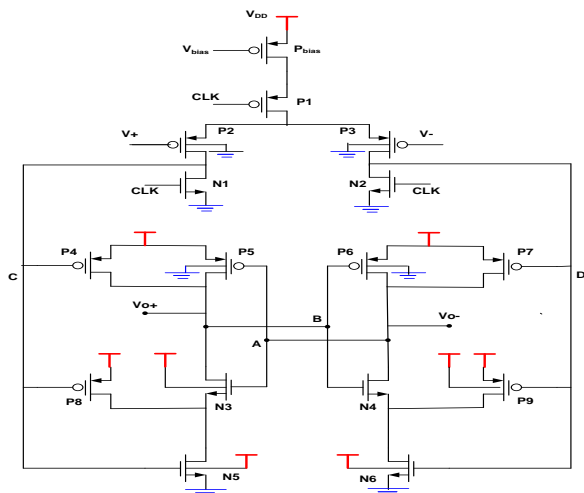 VDD
Vbias
Pbias
CLK
P1
V+
P2
P3
V-
CLK
N1
N2
CLK
P4
P5
P6
P7
C
D
Vo+
B
Vo-
A
P8
N3
N4
P9
N5
N6